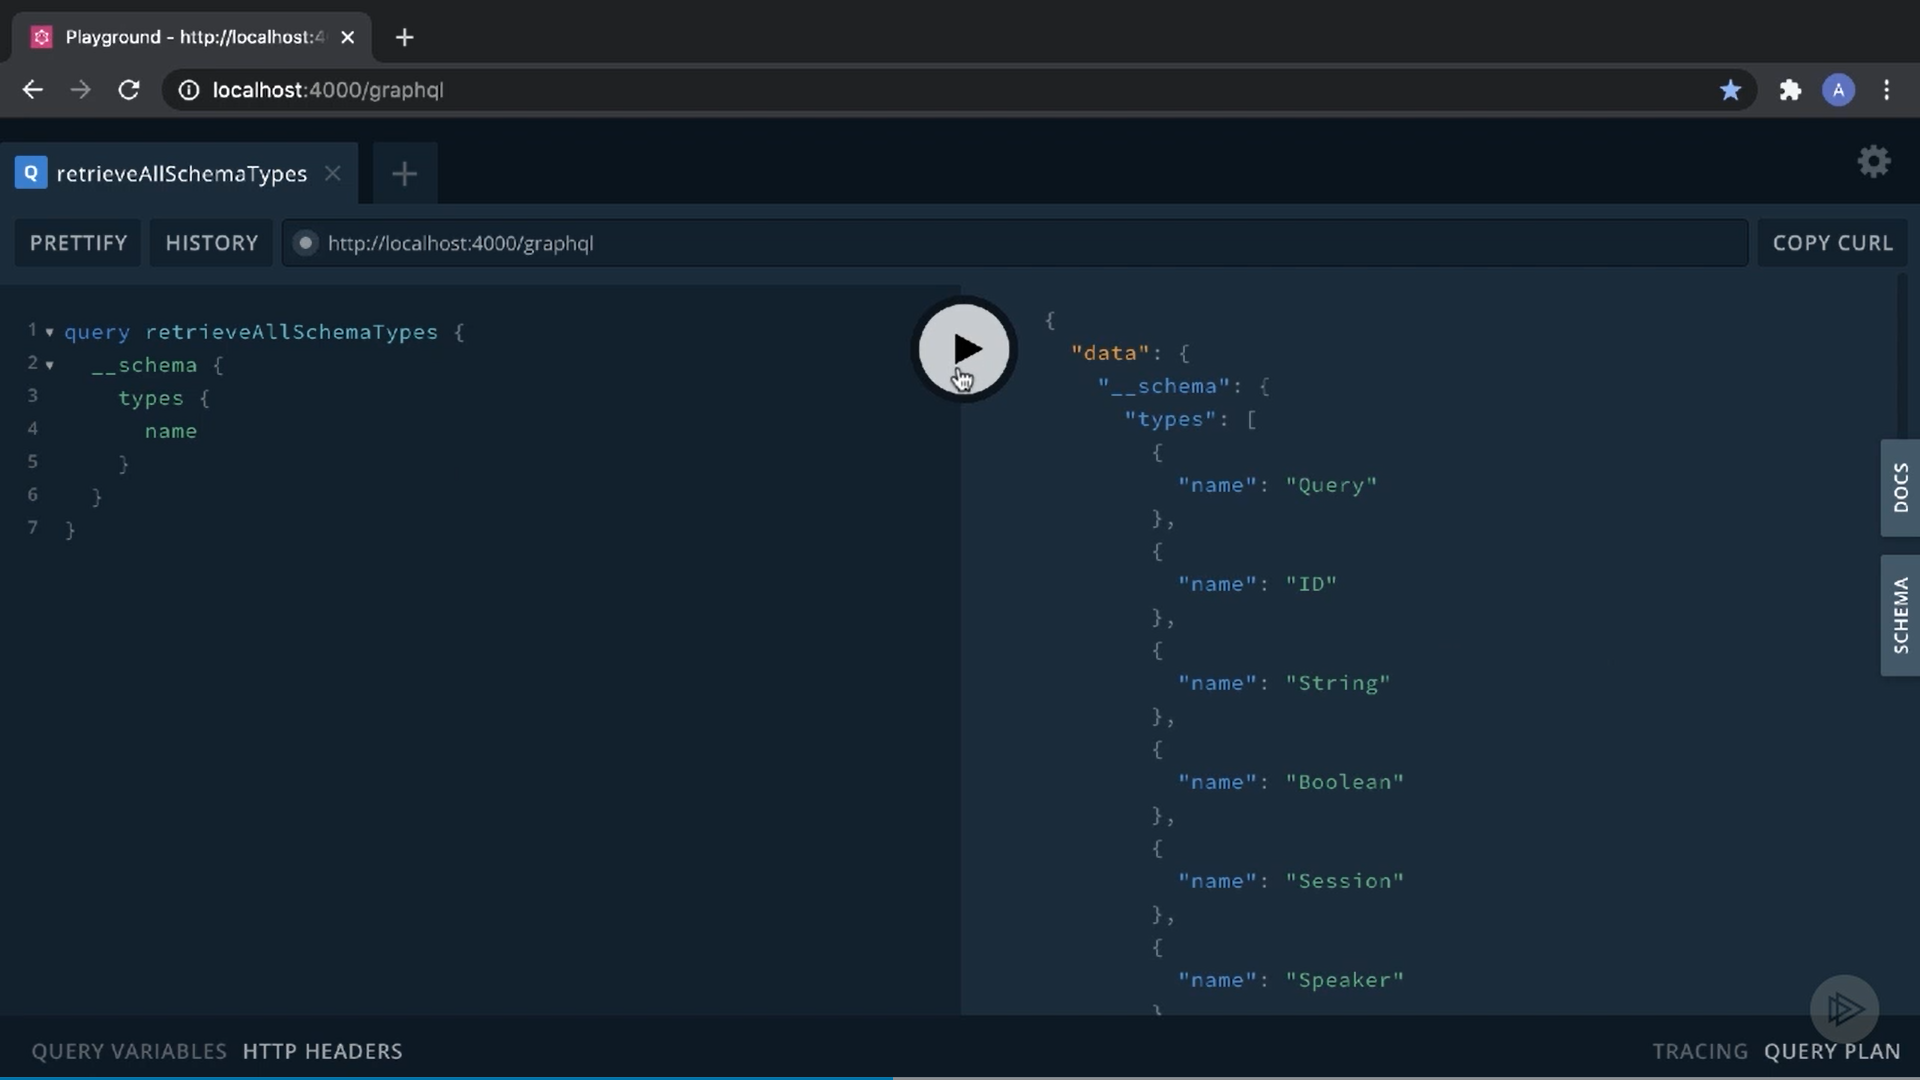 Playground - http://localhost:4
localhost:4000/graphql
A
Q retrieveAllSchemaTypes
PRETTIFY
HISTORY
http://localhost:4000/graphql
COPY CURL
1 query retrieveAllSchemaTypes {
2 __schema {
3 types {
4 name
5 }
6 }
7 }
{
"data": {
"__schema": {
"types": [
{
"name": "Query"
},
{
"name": "ID"
},
{
"name": "String"
},
{
"name": "Boolean"
},
{
"name": "Session"
},
{
"name": "Speaker"
}
DOCS
SCHEMA
QUERY VARIABLES
HTTP HEADERS
TRACING
QUERY PLAN